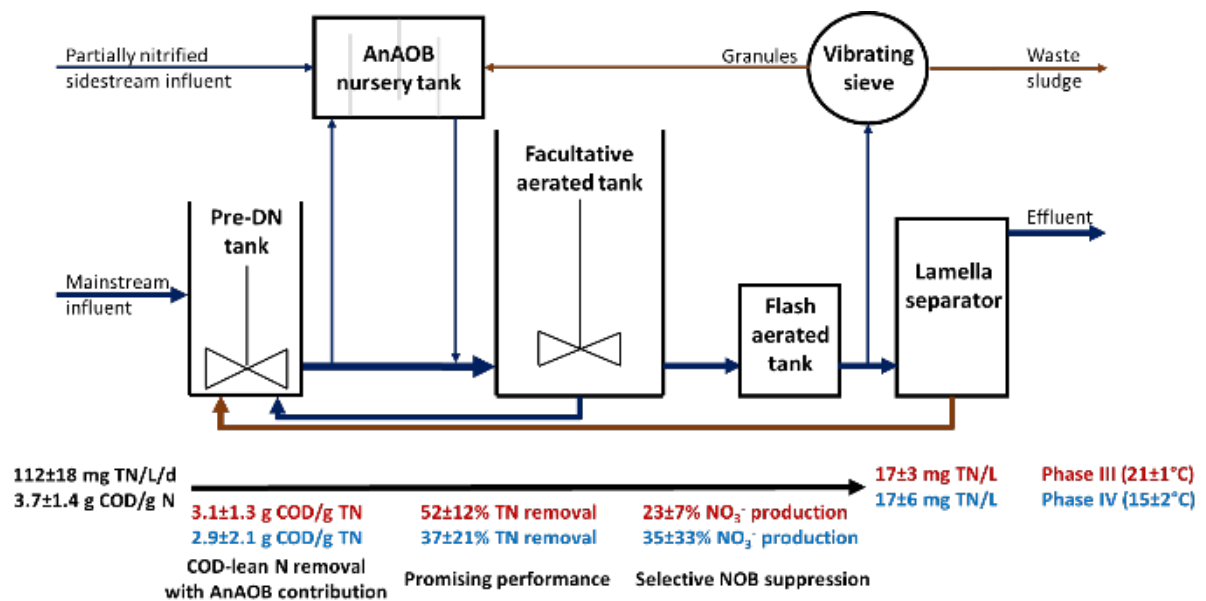 Partially nitrified
sidestream influent
AnAOB
nursery tank
Granules
Vibrating
sieve
Waste
sludge
Facultative
aerated tank
Pre-DN
tank
Effluent
Mainstream
influent
Lamella
separator
Flash
aerated
tank
112±18 mg TN/L/d
3.7±1.4 g COD/g N
17±3 mg TN/L
Phase III (21±1°C)
17±6 mg TN/L
Phase IV (15±2°C)
3.1±1.3 g COD/g TN
52±12% TN removal
23±7% NO₃⁻ production
2.9±2.1 g COD/g TN
37±21% TN removal
35±33% NO₃⁻ production
COD-lean N removal
with AnAOB contribution
Promising performance
Selective NOB suppression